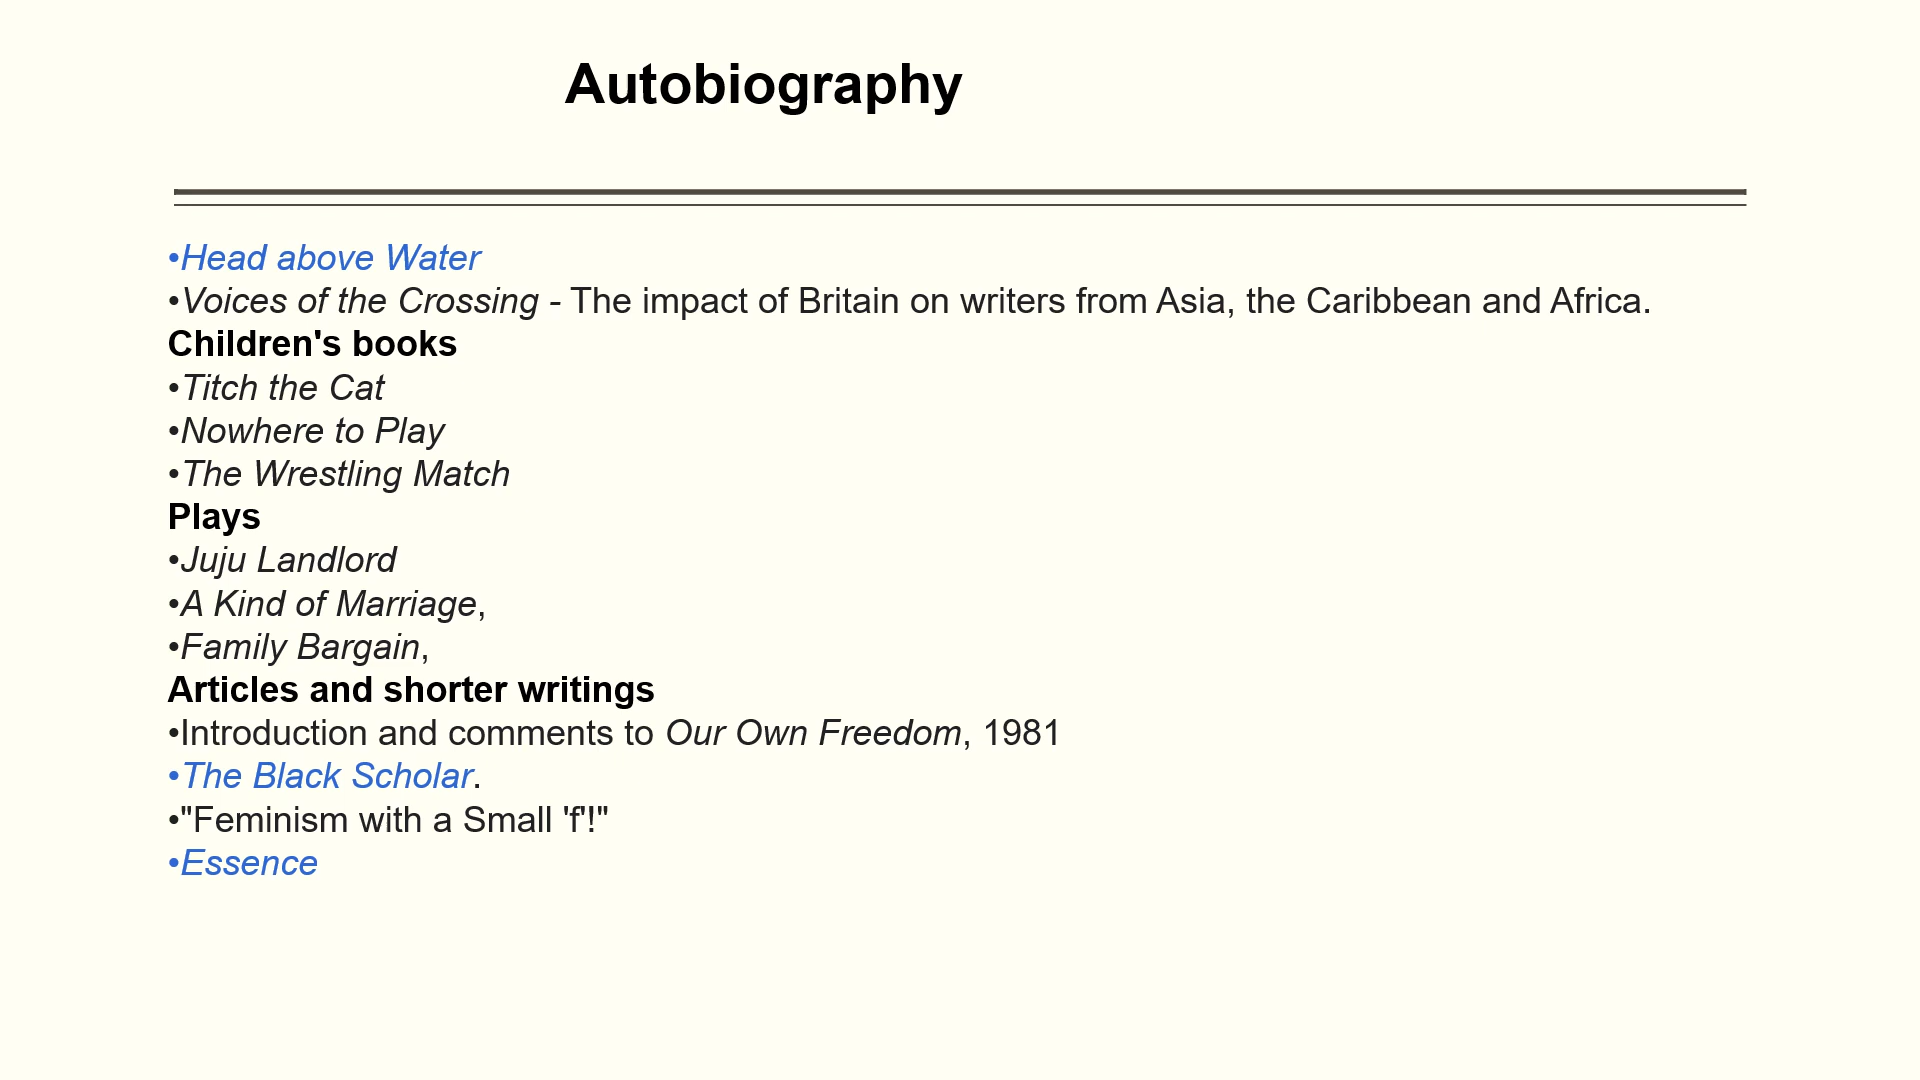 Autobiography
•Head above Water
•Voices of the Crossing - The impact of Britain on writers from Asia, the Caribbean and Africa.
Children's books
•Titch the Cat
•Nowhere to Play
•The Wrestling Match
Plays
•Juju Landlord
•A Kind of Marriage,
•Family Bargain,
Articles and shorter writings
•Introduction and comments to Our Own Freedom, 1981
•The Black Scholar.
•"Feminism with a Small 'f'!"
•Essence